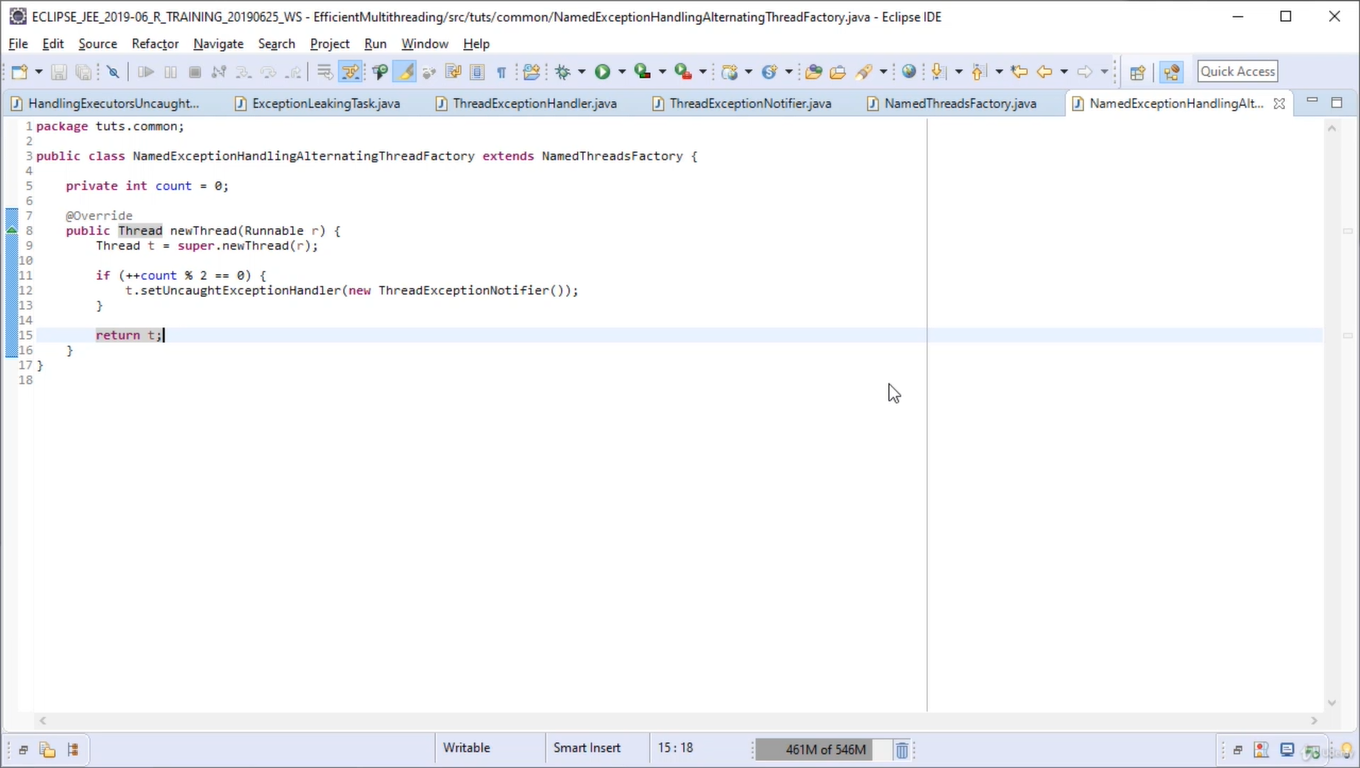 ECLIPSE_JEE_2019-06_R_TRAINING_20190625_WS - EfficientMultithreading/src/tuts/common/NamedExceptionHandlingAlternatingThreadFactory.java - Eclipse IDE
File Edit Source Refactor Navigate Search Project Run Window Help
Quick Access
HandlingExecutorsUncaught... ExceptionLeakingTask.java ThreadExceptionHandler.java ThreadExceptionNotifier.java NamedThreadsFactory.java NamedExceptionHandlingAlt...
1 package tuts.common;
2
3 public class NamedExceptionHandlingAlternatingThreadFactory extends NamedThreadsFactory {
4
5     private int count = 0;
6
7     @Override
8     public Thread newThread(Runnable r) {
9         Thread t = super.newThread(r);
10
11         if (++count % 2 == 0) {
12             t.setUncaughtExceptionHandler(new ThreadExceptionNotifier());
13         }
14
15         return t;
16     }
17 }
18
Writable Smart Insert 15 : 18 461M of 546M